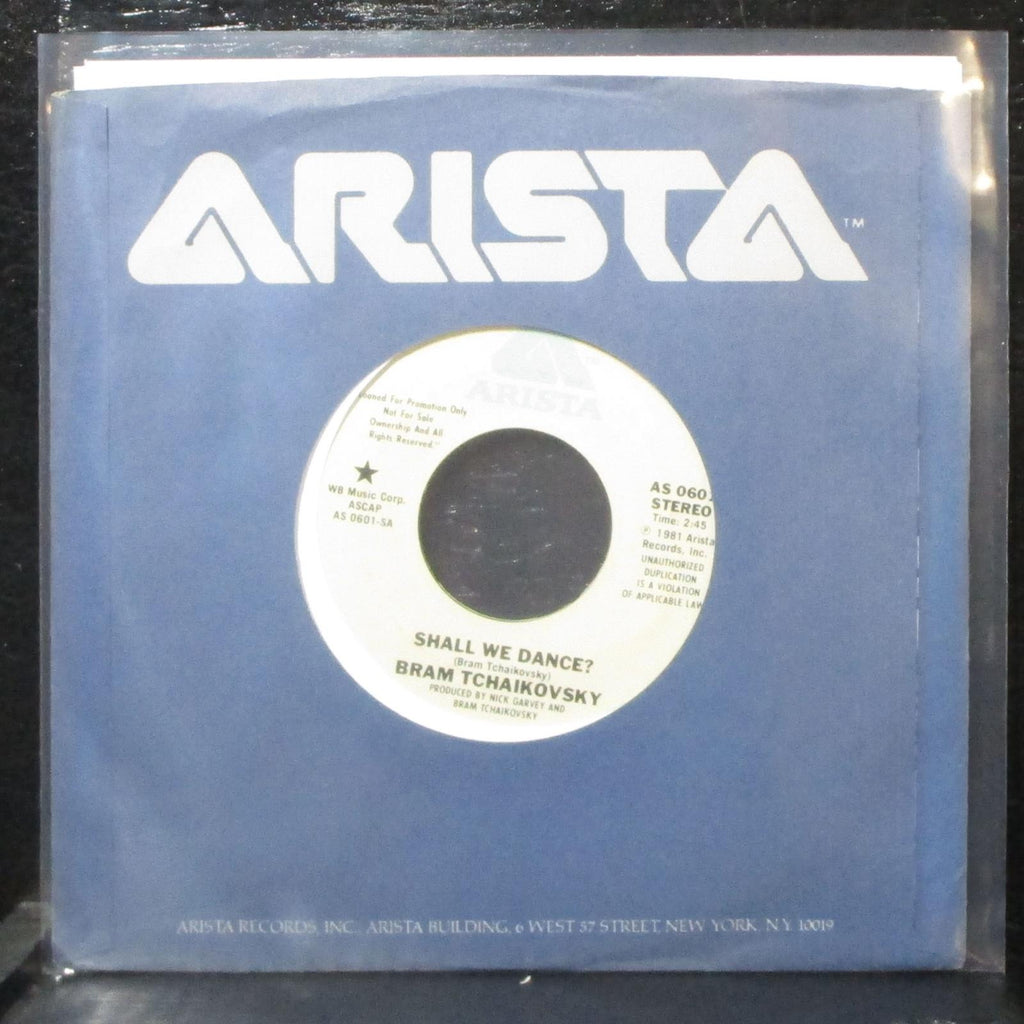 ARISTA™
ARISTA
For Promotion Only
Not For Sale
Ownership And All
Rights Reserved."
WB Music Corp.
ASCAP
AS 0601-SA
AS 0601
STEREO
Time: 2:45
℗ 1981 Arista
Records, Inc.
UNAUTHORIZED
DUPLICATION
IS A VIOLATION
OF APPLICABLE LAW
SHALL WE DANCE?
(Bram Tchaikovsky)
BRAM TCHAIKOVSKY
PRODUCED BY NICK GARVEY AND
BRAM TCHAIKOVSKY
ARISTA RECORDS, INC., ARISTA BUILDING, 6 WEST 57 STREET, NEW YORK, N.Y. 10019